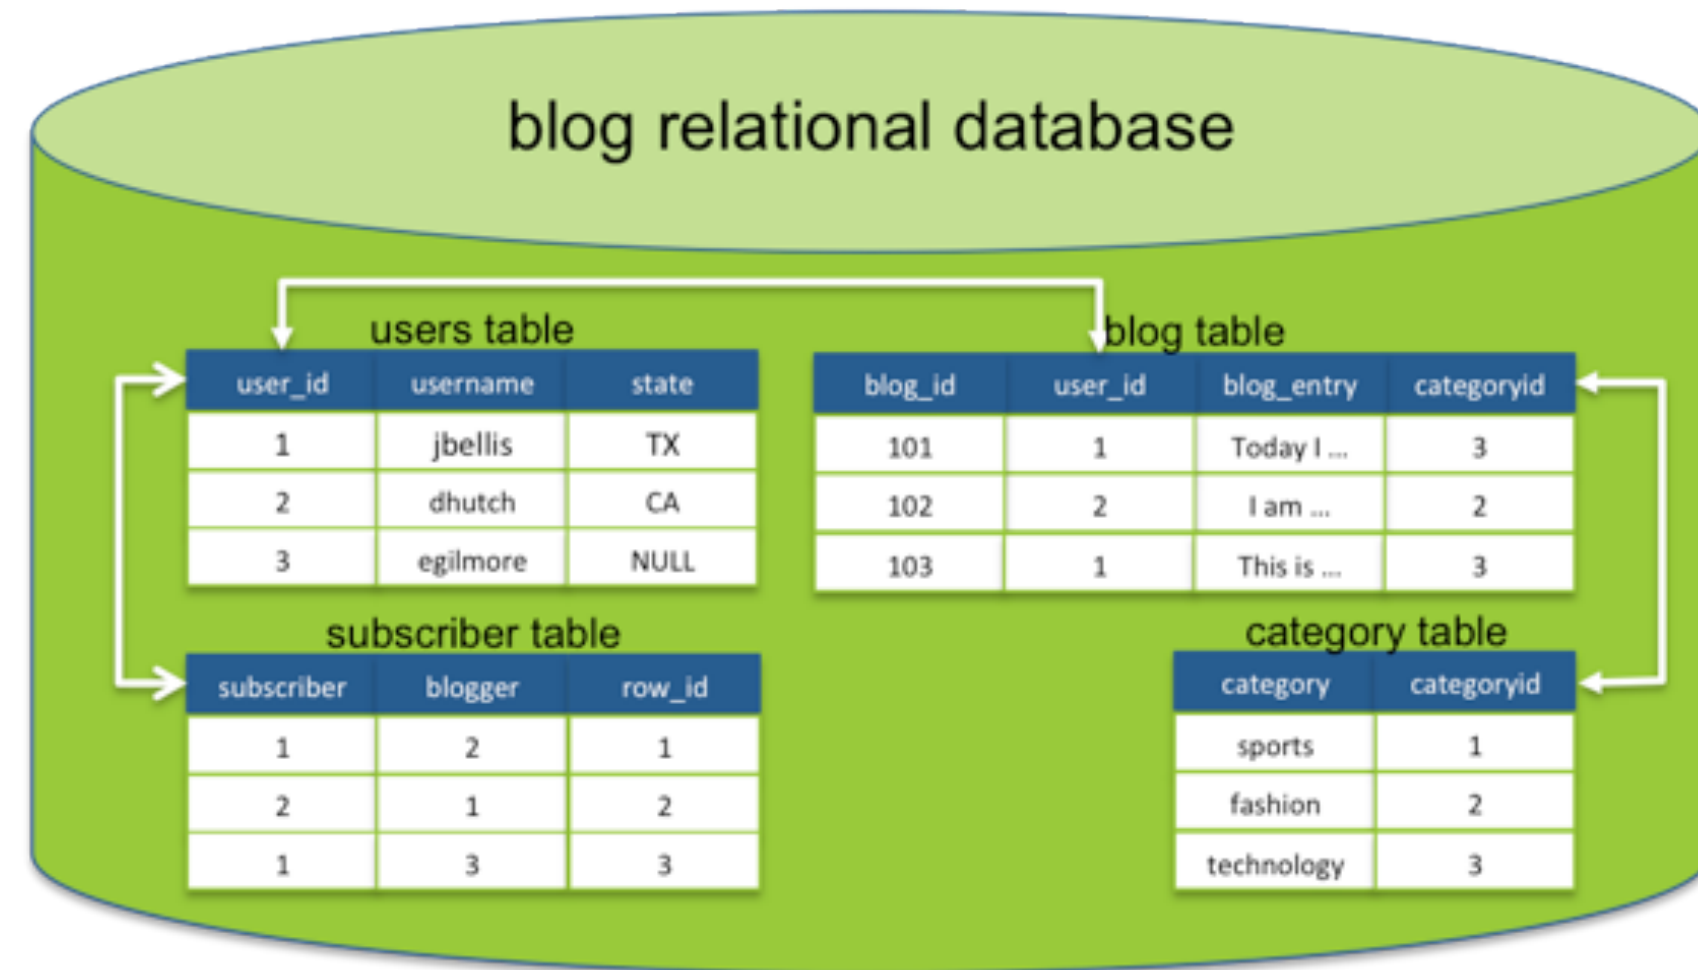 blog relational database
users table
user_id username state
1 jbellis TX
2 dhutch CA
3 egilmore NULL
blog table
blog_id user_id blog_entry categoryid
101 1 Today I ... 3
102 2 I am ... 2
103 1 This is ... 3
subscriber table
subscriber blogger row_id
1 2 1
2 1 2
1 3 3
category table
category categoryid
sports 1
fashion 2
technology 3